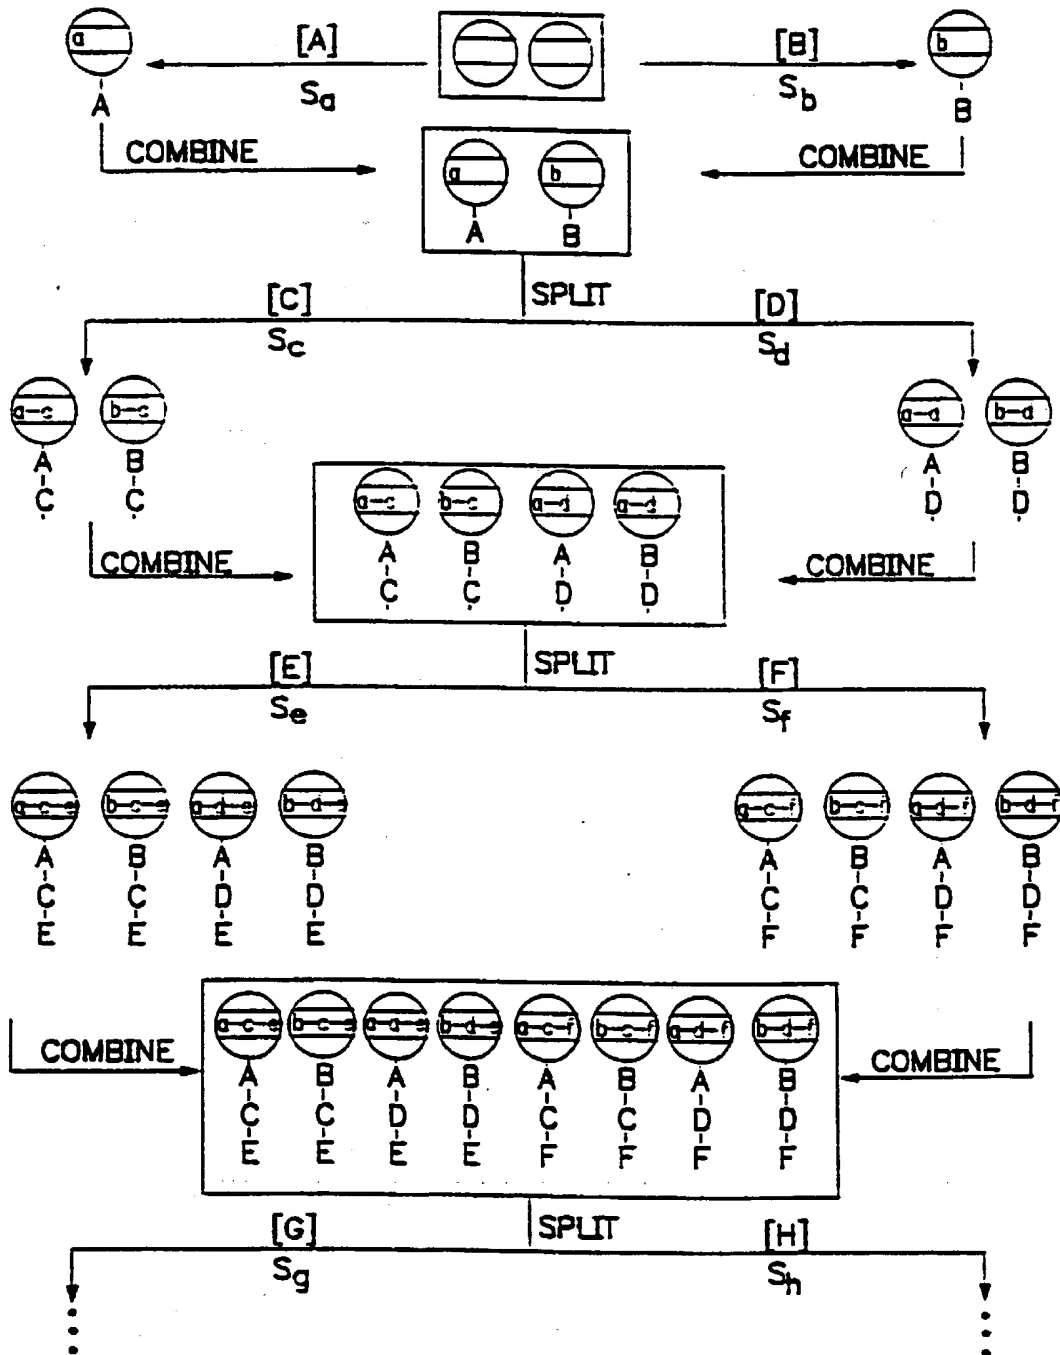 a [A] [B] b
Sa Sb
A B
COMBINE COMBINE
a b
A B
SPLIT
[C] [D]
Sc Sd
a-c b-c a-d b-d
A B A B
C C D D
a-c b-c a-d a-d
A B A B
C C D D
COMBINE COMBINE
SPLIT
[E] [F]
Se Sf
a-c-e b-c-e a-d-e b-d-e a-c-f b-c-f a-d-f b-d-f
A B A B A B A B
C C D D C C D D
E E E E F F F F
a-c-e b-c-e a-d-e b-d-e a-c-f b-c-f a-d-f b-d-f
COMBINE COMBINE
A B A B A B A B
C C D D C C D D
E E E E F F F F
SPLIT
[G] [H]
Sg Sh